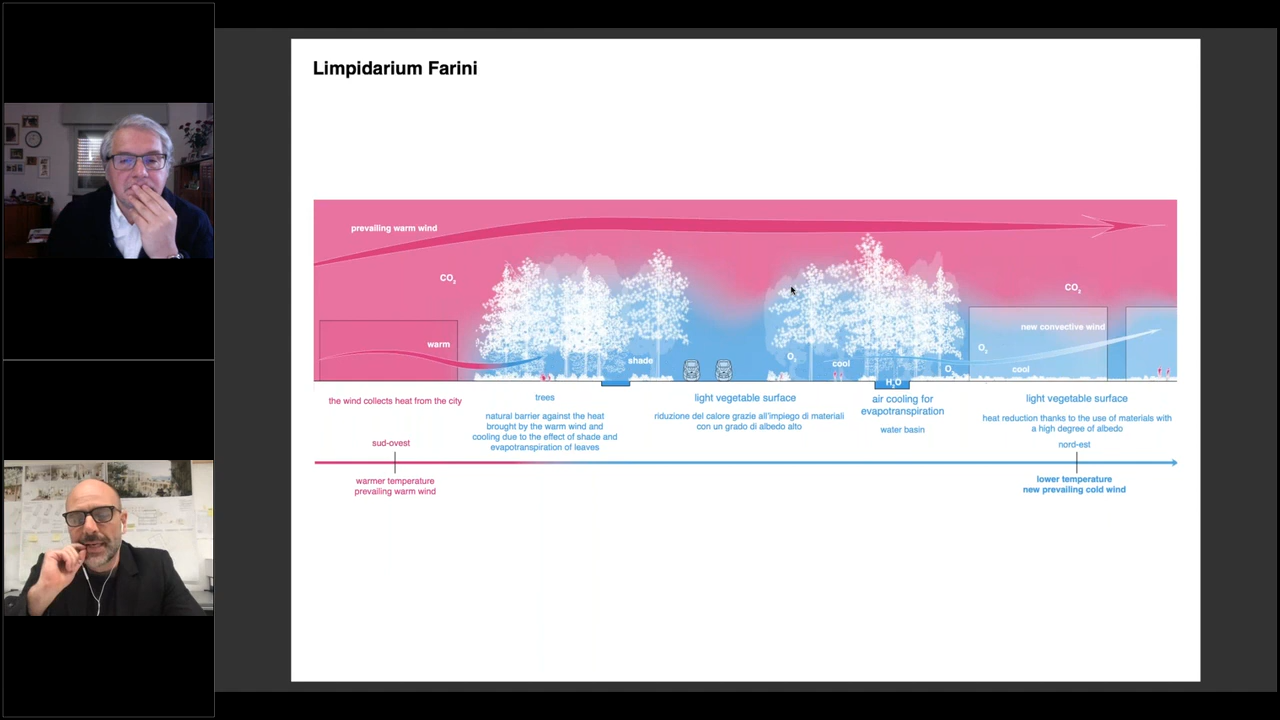 Limpidarium Farini
prevailing warm wind
CO2
CO2
new convective wind
warm
O2
shade
O2
cool
O2
cool
H2O
the wind collects heat from the city
trees
natural barrier against the heat
brought by the warm wind and
cooling due to the effect of shade and
evapotranspiration of leaves
light vegetable surface
riduzione del calore grazie all'impiego di materiali
con un grado di albedo alto
air cooling for
evapotranspiration
water basin
light vegetable surface
heat reduction thanks to the use of materials with
a high degree of albedo
sud-ovest
nord-est
warmer temperature
prevailing warm wind
lower temperature
new prevailing cold wind